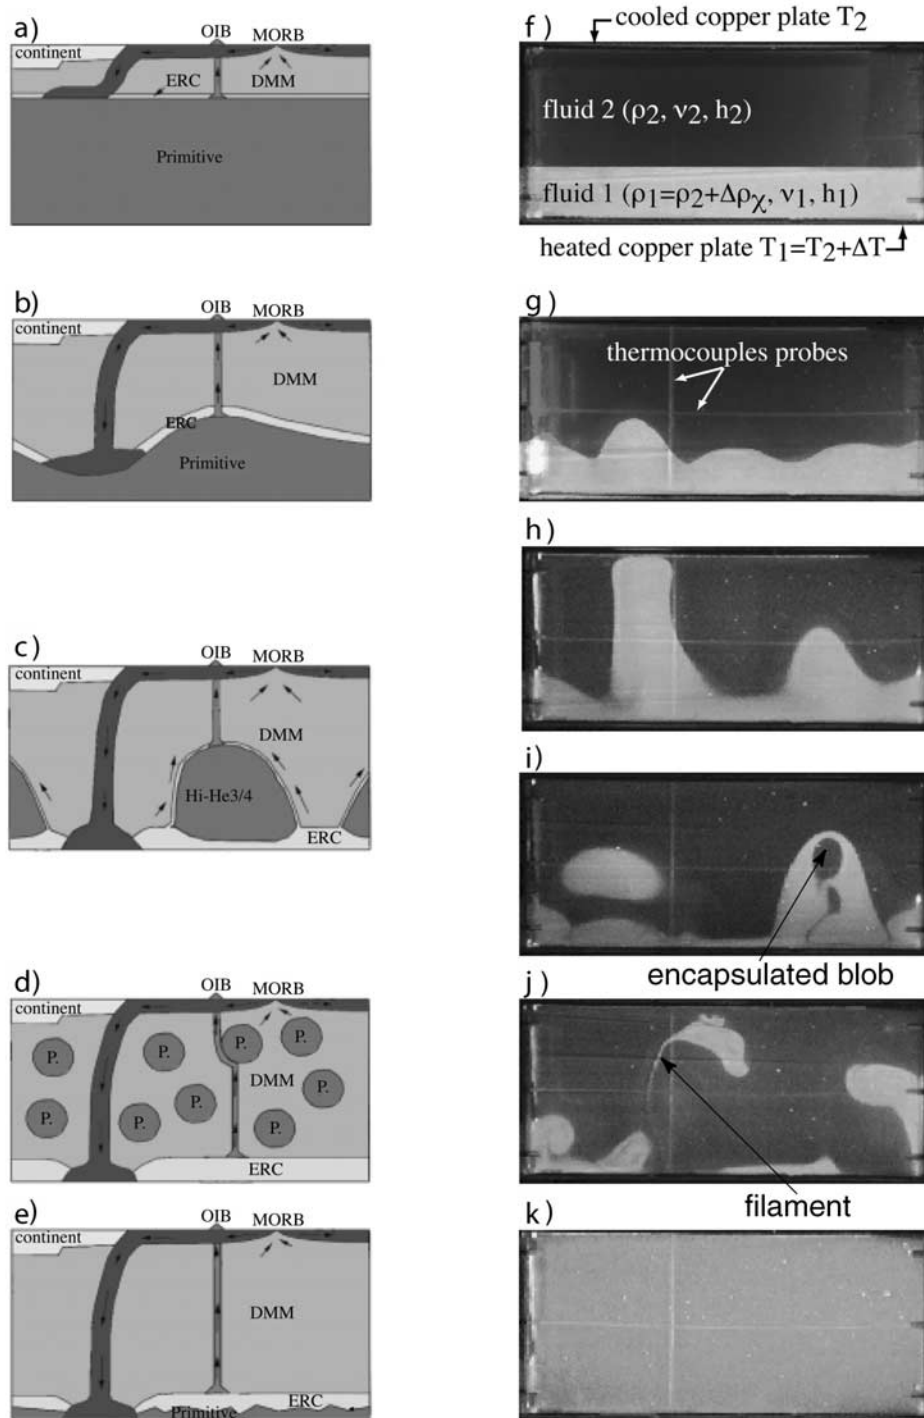 a)
OIB MORB
continent
ERC DMM
Primitive
b)
OIB MORB
continent
DMM
ERC
Primitive
c)
OIB MORB
continent
DMM
Hi-He3/4
ERC
d)
OIB MORB
continent
P. P. P. P.
DMM
P. P. P. P. P.
ERC
e)
OIB MORB
continent
DMM
ERC
Primitive
f)
cooled copper plate T2
fluid 2 (ρ2, ν2, h2)
fluid 1 (ρ1=ρ2+Δρχ, ν1, h1)
heated copper plate T1=T2+ΔT
g)
thermocouples probes
h)
i)
encapsulated blob
j)
filament
k)